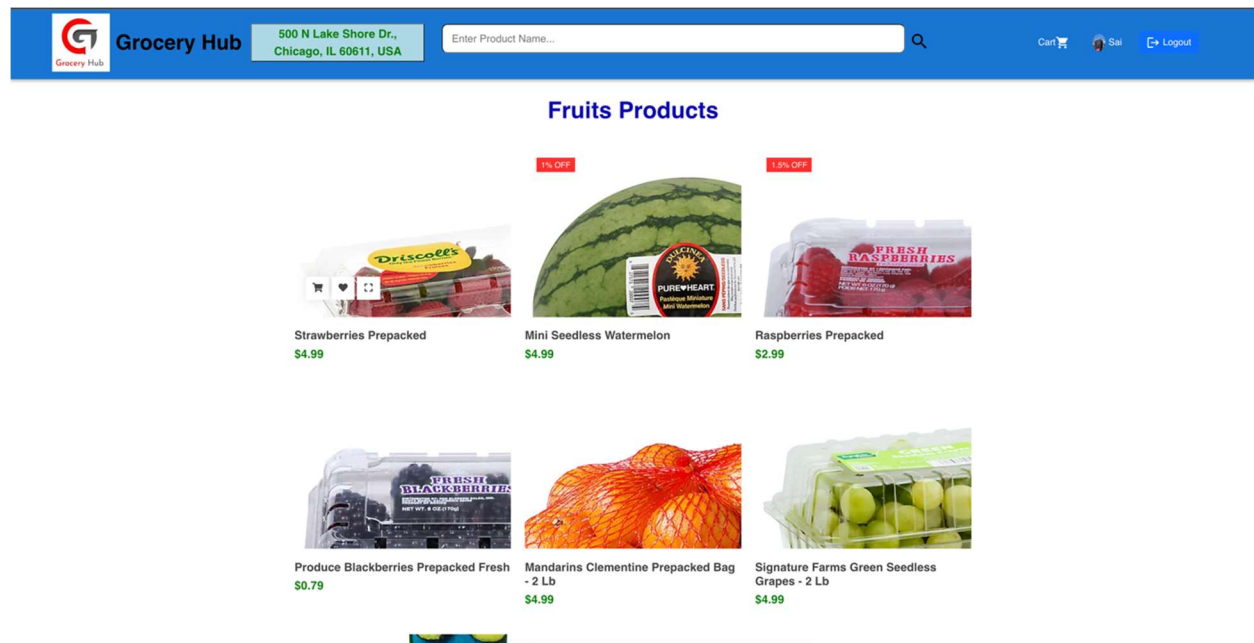 Grocery Hub
Grocery Hub
500 N Lake Shore Dr.,
Chicago, IL 60611, USA
Enter Product Name...
Cart
Sai
Logout
Fruits Products
1% OFF
1.5% OFF
Driscoll's
DULCINEA
PURE♥HEART
Pastèque Miniature
Mini Watermelon
FRESH
RASPBERRIES
Strawberries Prepacked
$4.99
Mini Seedless Watermelon
$4.99
Raspberries Prepacked
$2.99
FRESH
BLACKBERRIES
NET WT. 6 OZ (170g)
GREEN
Produce Blackberries Prepacked Fresh
$0.79
Mandarins Clementine Prepacked Bag
- 2 Lb
$4.99
Signature Farms Green Seedless
Grapes - 2 Lb
$4.99